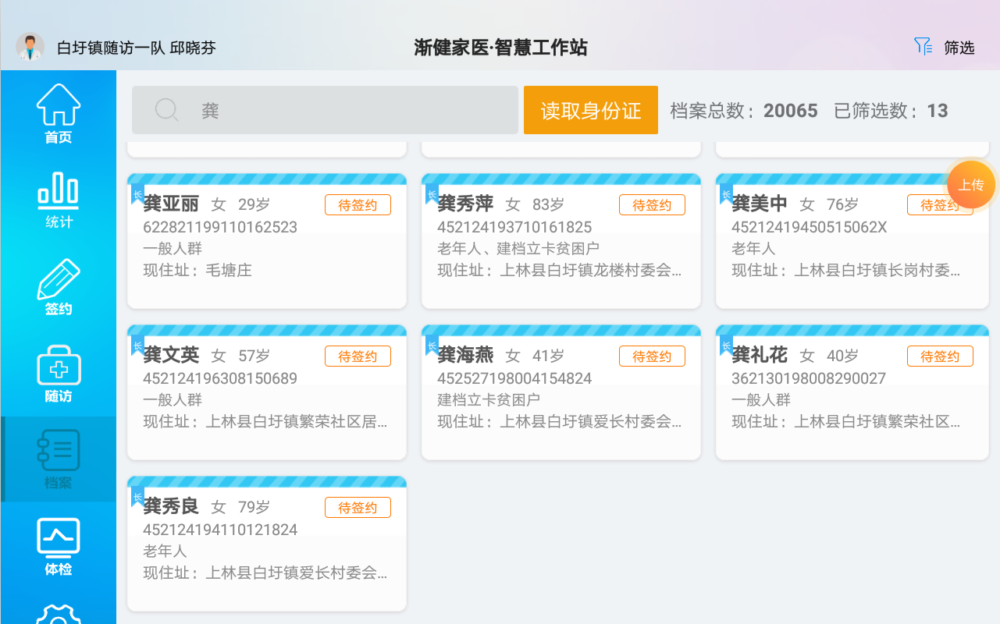 白圩镇随访一队 邱晓芬
渐健家医·智慧工作站
筛选
首页
统计
签约
随访
档案
体检
龚
读取身份证
档案总数：20065 已筛选数：13
上传
长
龚亚丽 女 29岁 待签约
622821199110162523
一般人群
现住址：毛塘庄
长
龚秀萍 女 83岁 待签约
452124193710161825
老年人、建档立卡贫困户
现住址：上林县白圩镇龙楼村委会...
长
龚美中 女 76岁 待签约
45212419450515062X
老年人
现住址：上林县白圩镇长岗村委...
长
龚文英 女 57岁 待签约
452124196308150689
一般人群
现住址：上林县白圩镇繁荣社区居...
长
龚海燕 女 41岁 待签约
452527198004154824
建档立卡贫困户
现住址：上林县白圩镇爱长村委会...
长
龚礼花 女 40岁 待签约
362130198008290027
一般人群
现住址：上林县白圩镇繁荣社区...
长
龚秀良 女 79岁 待签约
452124194110121824
老年人
现住址：上林县白圩镇爱长村委会...